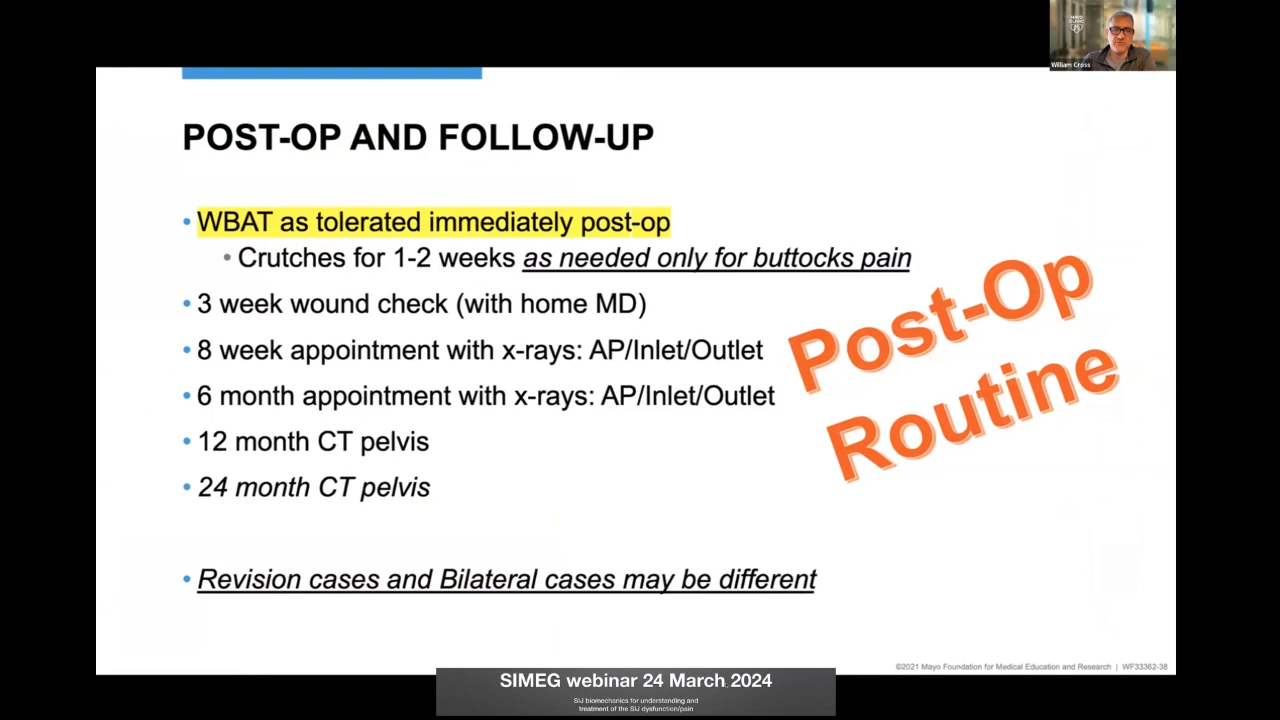 MAYO
CLINIC
William Cross
POST-OP AND FOLLOW-UP
• WBAT as tolerated immediately post-op
• Crutches for 1-2 weeks as needed only for buttocks pain
• 3 week wound check (with home MD)
• 8 week appointment with x-rays: AP/Inlet/Outlet
• 6 month appointment with x-rays: AP/Inlet/Outlet
• 12 month CT pelvis
• 24 month CT pelvis
• Revision cases and Bilateral cases may be different
Post-Op
Routine
©2021 Mayo Foundation for Medical Education and Research | WF33362-38
SIMEG webinar 24 March 2024
SIJ biomechanics for understanding and
treatment of the SIJ dysfunction/pain